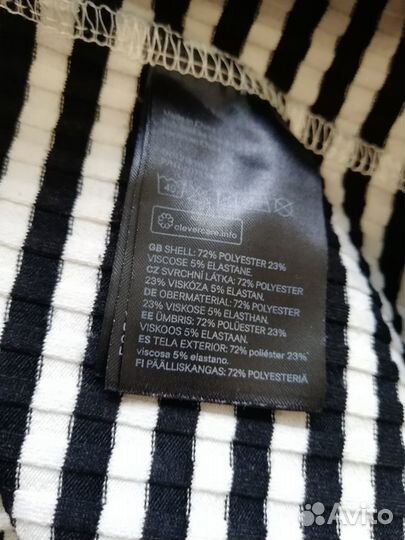 40
clevercare.info
GB SHELL: 72% POLYESTER 23%
VISCOSE 5% ELASTANE.
CZ SVRCHNÍ LÁTKA: 72% POLYESTER
23% VISKÓZA 5% ELASTAN.
DE OBERMATERIAL: 72% POLYESTER
23% VISKOSE 5% ELASTHAN.
EE ÜMBRIS: 72% POLÜESTER 23%
VISKOOS 5% ELASTAAN.
ES TELA EXTERIOR: 72% poliéster 23%
viscosa 5% elastano.
FI PÄÄLLISKANGAS: 72% POLYESTERIÄ
Avito